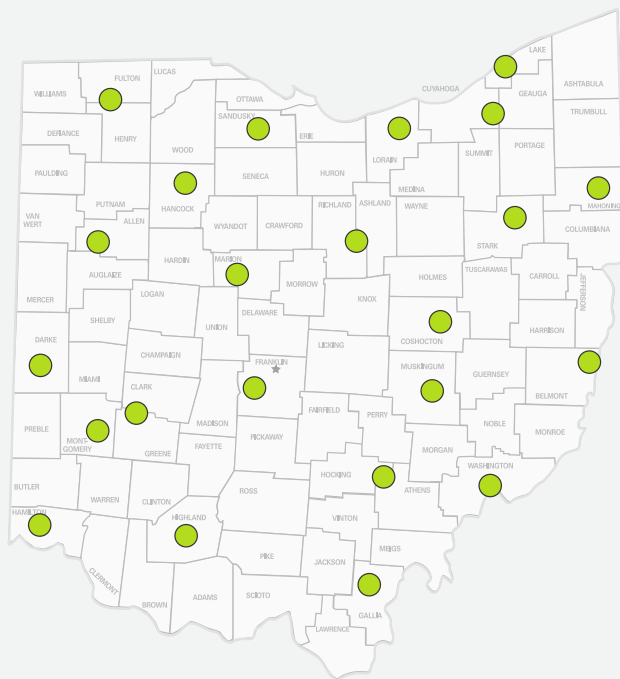 LAKE
FULTON
LUCAS
WILLIAMS
CUYAHOGA
ASHTABULA
GEAUGA
OTTAWA
SANDUSKY
TRUMBULL
DEFIANCE
HENRY
ERIE
WOOD
LORAIN
SUMMIT
PORTAGE
PAULDING
SENECA
HURON
MEDINA
PUTNAM
HANCOCK
RICHLAND
ASHLAND
WAYNE
MAHONING
VAN
WERT
ALLEN
WYANDOT
CRAWFORD
COLUMBIANA
STARK
HARDIN
MARION
AUGLAIZE
TUSCARAWAS
CARROLL
JEFFERSON
MERCER
LOGAN
MORROW
KNOX
HOLMES
SHELBY
UNION
DELAWARE
HARRISON
DARKE
COSHOCTON
LICKING
CHAMPAIGN
FRANKLIN
MUSKINGUM
GUERNSEY
MIAMI
CLARK
BELMONT
FAIRFIELD
PERRY
PREBLE
MADISON
NOBLE
MONROE
MONT-
GOMERY
PICKAWAY
FAYETTE
GREENE
MORGAN
WASHINGTON
HOCKING
BUTLER
WARREN
CLINTON
ROSS
ATHENS
HAMILTON
HIGHLAND
VINTON
MEIGS
PIKE
JACKSON
CLERMONT
BROWN
ADAMS
SCIOTO
GALLIA
LAWRENCE